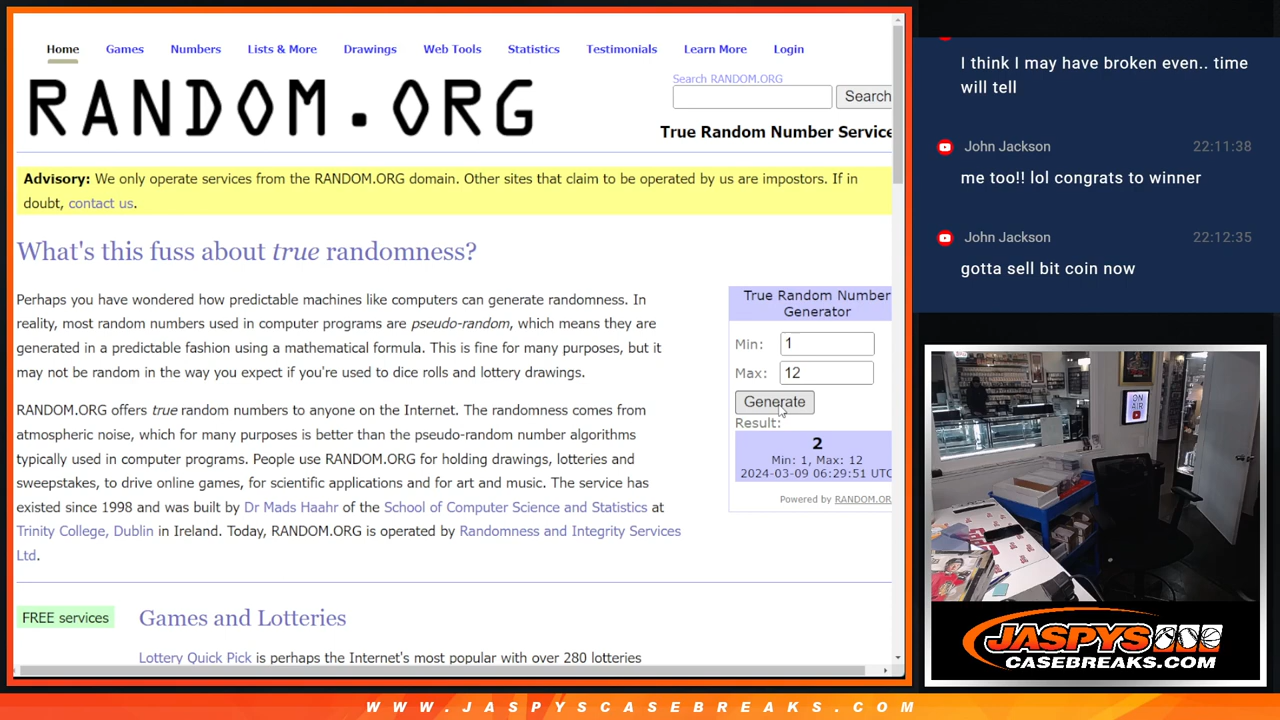 Home Games Numbers Lists & More Drawings Web Tools Statistics Testimonials Learn More Login
RANDOM.ORG
Search RANDOM.ORG
Search
True Random Number Service
Advisory: We only operate services from the RANDOM.ORG domain. Other sites that claim to be operated by us are impostors. If in
doubt, contact us.
What's this fuss about true randomness?
Perhaps you have wondered how predictable machines like computers can generate randomness. In
reality, most random numbers used in computer programs are pseudo-random, which means they are
generated in a predictable fashion using a mathematical formula. This is fine for many purposes, but it
may not be random in the way you expect if you're used to dice rolls and lottery drawings.
RANDOM.ORG offers true random numbers to anyone on the Internet. The randomness comes from
atmospheric noise, which for many purposes is better than the pseudo-random number algorithms
typically used in computer programs. People use RANDOM.ORG for holding drawings, lotteries and
sweepstakes, to drive online games, for scientific applications and for art and music. The service has
existed since 1998 and was built by Dr Mads Haahr of the School of Computer Science and Statistics at
Trinity College, Dublin in Ireland. Today, RANDOM.ORG is operated by Randomness and Integrity Services
Ltd.
True Random Number
Generator
Min: 1
Max: 12
Generate
Result:
2
Min: 1, Max: 12
2024-03-09 06:29:51 UTC
Powered by RANDOM.OR
FREE services
Games and Lotteries
Lottery Quick Pick is perhaps the Internet's most popular with over 280 lotteries
I think I may have broken even.. time
will tell
John Jackson 22:11:38
me too!! lol congrats to winner
John Jackson 22:12:35
gotta sell bit coin now
ON AIR
JASPYS
CASEBREAKS.COM
WWW.JASPYSCASEBREAKS.COM